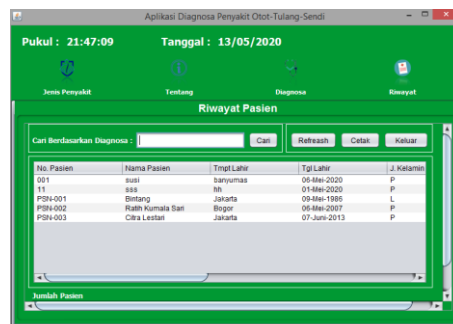 Aplikasi Diagnosa Penyakit Otot-Tulang-Sendi
Pukul : 21:47:09 Tanggal : 13/05/2020
Jenis Penyakit Tentang Diagnosa Riwayat
Riwayat Pasien
Cari Berdasarkan Diagnosa : Cari Refreash Cetak Keluar
No. Pasien Nama Pasien Tmpt Lahir Tgl Lahir J. Kelamin
001 susi banyumas 06-Mei-2020 P
11 sss hh 01-Mei-2020 P
PSN-001 Bintang Jakarta 09-Mei-1986 L
PSN-002 Ratih Kumala Sari Bogor 06-Mei-2007 P
PSN-003 Citra Lestari Jakarta 07-Juni-2013 P
Jumlah Pasien